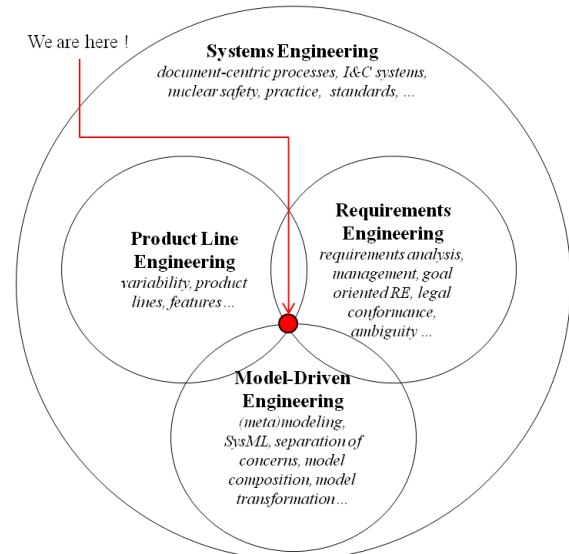 We are here !
Systems Engineering
document-centric processes, I&C systems,
nuclear safety, practice, standards, ...
Product Line
Engineering
variability, product
lines, features ...
Requirements
Engineering
requirements analysis,
management, goal
oriented RE, legal
conformance,
ambiguity ...
Model-Driven
Engineering
(meta)modeling,
SysML, separation of
concerns, model
composition, model
transformation ...